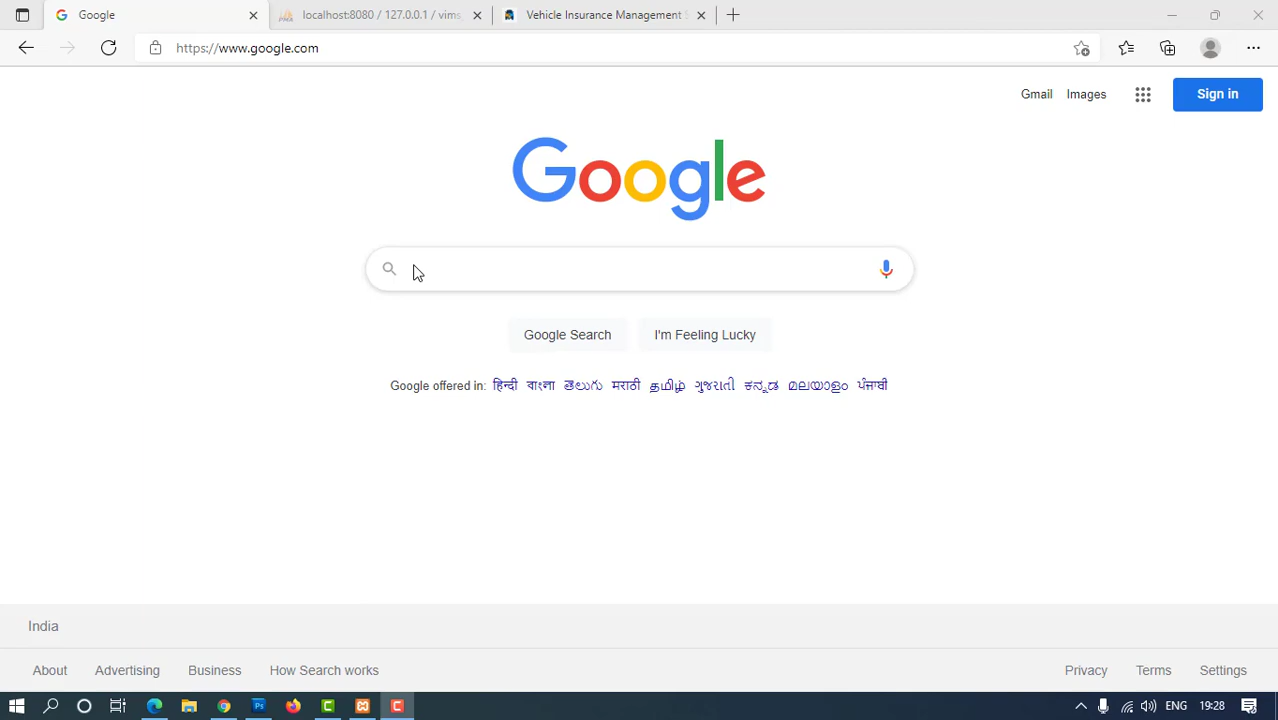 Google
localhost:8080 / 127.0.0.1 / vims
Vehicle Insurance Management
https://www.google.com
Gmail Images Sign in
Google
Google Search I'm Feeling Lucky
Google offered in: हिन्दी বাংলা తెలుగు मराठी தமிழ் ગુજરાતી ಕನ್ನಡ മലയാളം ਪੰਜਾਬੀ
India
About Advertising Business How Search works Privacy Terms Settings
ENG 19:28